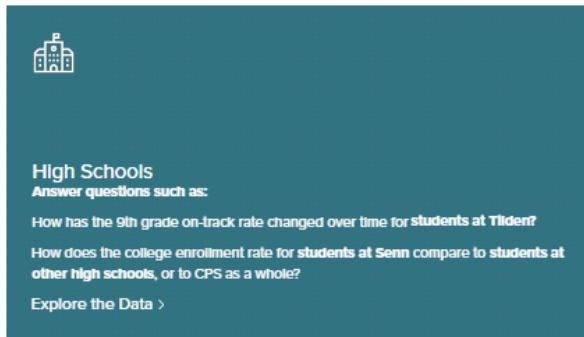 High Schools
Answer questions such as:
How has the 9th grade on-track rate changed over time for students at Tilden?
How does the college enrollment rate for students at Senn compare to students at
other high schools, or to CPS as a whole?
Explore the Data >